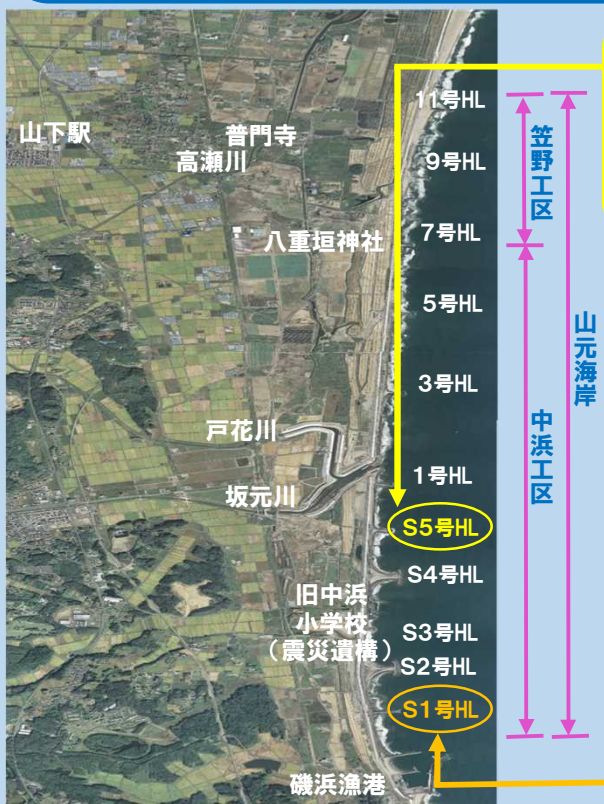 11号HL
山下駅
普門寺
高瀬川
9号HL
笠野工区
八重垣神社
7号HL
5号HL
山元海岸
3号HL
中浜工区
戸花川
1号HL
坂元川
S5号HL
S4号HL
旧中浜
小学校
（震災遺構）
S3号HL
S2号HL
S1号HL
磯浜漁港